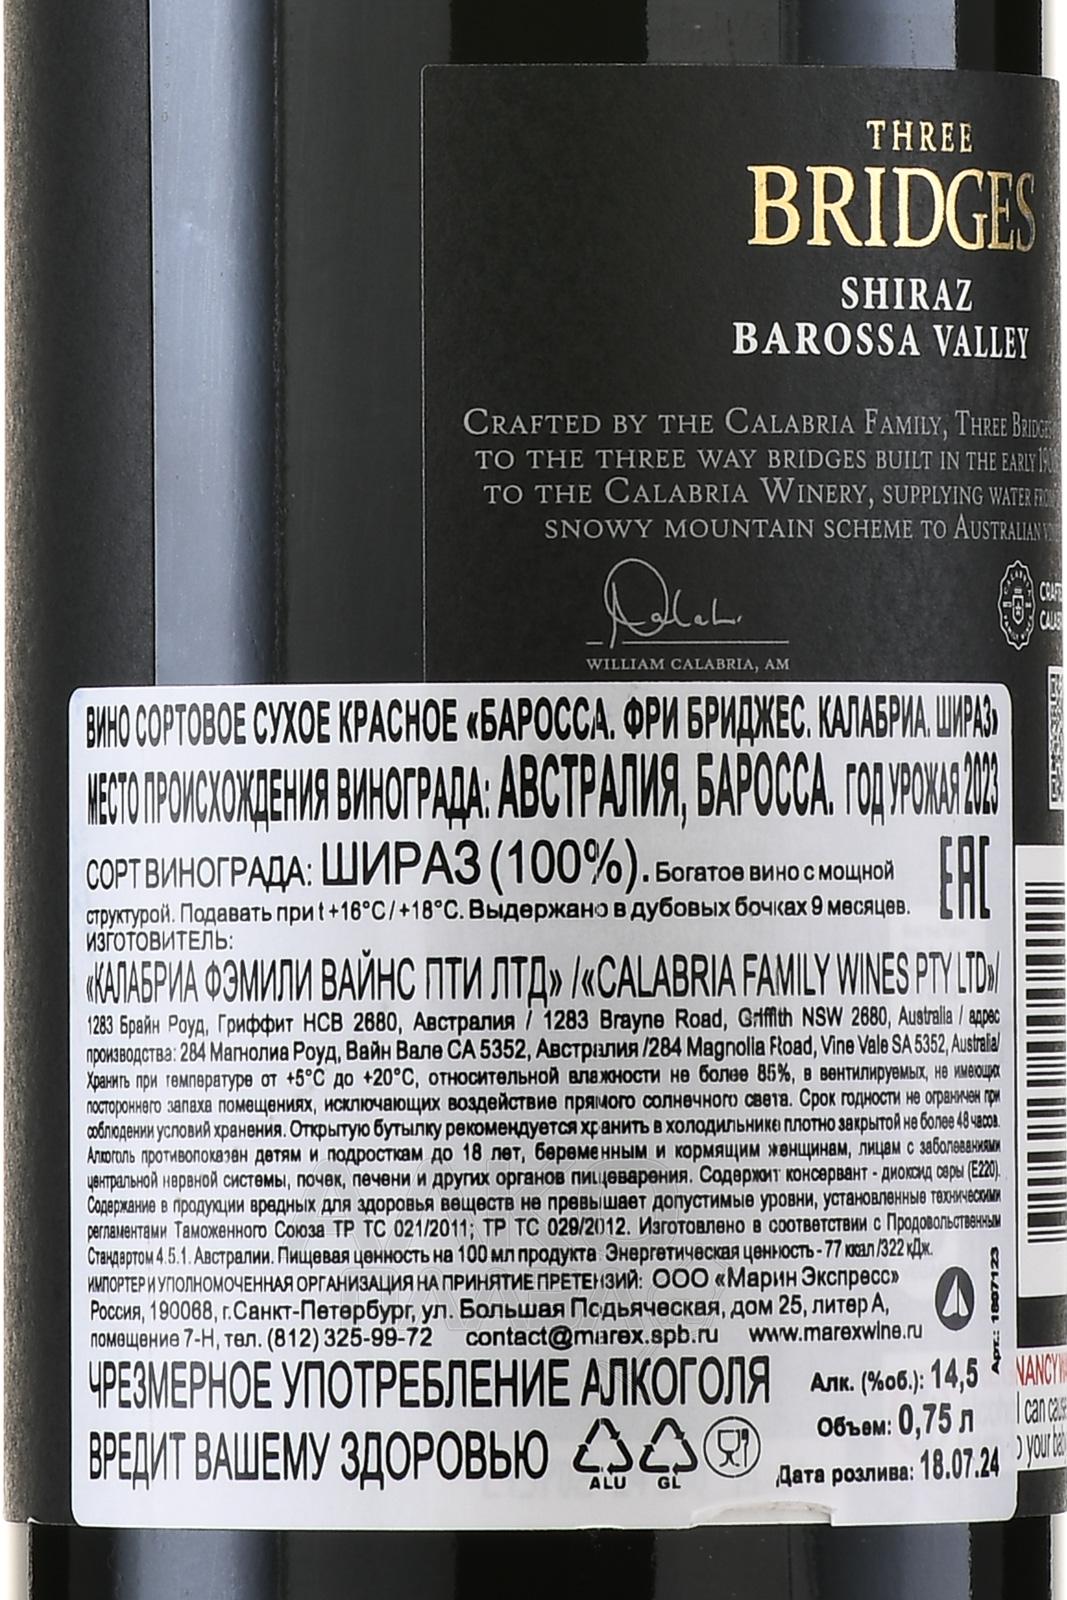 THREE
BRIDGES
SHIRAZ
BAROSSA VALLEY
CRAFTED BY THE CALABRIA FAMILY, THREE BRIDGES
TO THE THREE WAY BRIDGES BUILT IN THE EARLY
TO THE CALABRIA WINERY, SUPPLYING WATER
SNOWY MOUNTAIN SCHEME TO AUSTRALIAN
WILLIAM CALABRIA, AM
ВИНО СОРТОВОЕ СУХОЕ КРАСНОЕ «БАРОССА. ФРИ БРИДЖЕС. КАЛАБРИА. ШИРАЗ»
МЕСТО ПРОИСХОЖДЕНИЯ ВИНОГРАДА: АВСТРАЛИЯ, БАРОССА. ГОД УРОЖАЯ 2023
СОРТ ВИНОГРАДА: ШИРАЗ (100%). Богатое вино с мощной
структурой. Подавать при t +16°C/+18°C. Выдержано в дубовых бочках 9 месяцев.
EAC
ИЗГОТОВИТЕЛЬ:
«КАЛАБРИА ФЭМИЛИ ВАЙНС ПТИ ЛТД» /«CALABRIA FAMILY WINES PTY LTD»/
1283 Брайн Роуд, Гриффит НСВ 2680, Австралия / 1283 Brayne Road, Griffith NSW 2680, Australia / адрес
производства: 284 Магнолиа Роуд, Вайн Вале СА 5352, Австралия /284 Magnolia Road, Vine Vale SA 5352, Australia/
Хранить при температуре от +5°C до +20°C, относительной влажности не более 85%, в вентилируемых, не имеющих
постороннего запаха помещениях, исключающих воздействие прямого солнечного света. Срок годности не ограничен при
соблюдении условий хранения. Открытую бутылку рекомендуется хранить в холодильнике плотно закрытой не более 48 часов.
Алкоголь противопоказан детям и подросткам до 18 лет, беременным и кормящим женщинам, лицам с заболеваниями
центральной нервной системы, почек, печени и других органов пищеварения. Содержит консервант - диоксид серы (E220).
Содержание в продукции вредных для здоровья веществ не превышает допустимые уровни, установленные техническими
регламентами Таможенного Союза ТР ТС 021/2011; ТР ТС 029/2012. Изготовлено в соответствии с Продовольственным
Стандартом 4.5.1. Австралии. Пищевая ценность на 100 мл продукта: Энергетическая ценность - 77 ккал /322 кДж.
ИМПОРТЕР И УПОЛНОМОЧЕННАЯ ОРГАНИЗАЦИЯ НА ПРИНЯТИЕ ПРЕТЕНЗИЙ: ООО «Марин Экспресс»
Россия, 190068, г.Санкт-Петербург, ул. Большая Подьяческая, дом 25, литер А,
помещение 7-Н, тел. (812) 325-99-72 contact@marex.spb.ru www.marexwine.ru
Арт.: 1807123
ЧРЕЗМЕРНОЕ УПОТРЕБЛЕНИЕ АЛКОГОЛЯ
ВРЕДИТ ВАШЕМУ ЗДОРОВЬЮ
ALU GL
Алк. (%об.): 14,5
Объем: 0,75 л
Дата розлива: 18.07.24
can
your